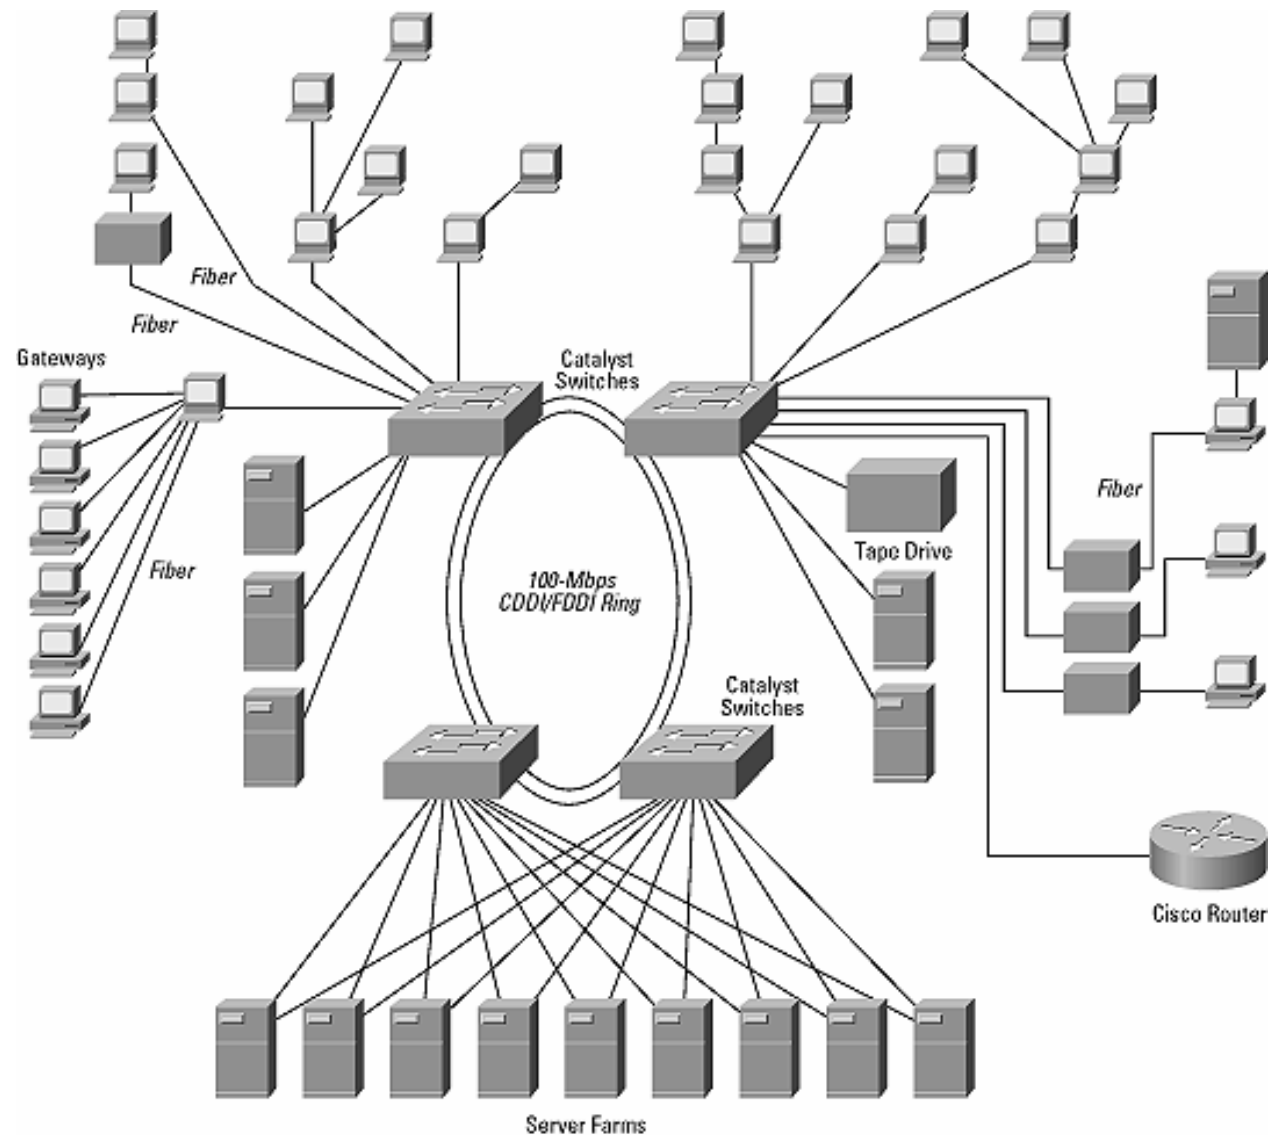 Fiber
Fiber
Gateways
Catalyst
Switches
Fiber
Tape Drive
Fiber
100-Mbps
CDDI/FDDI Ring
Catalyst
Switches
Cisco Router
Server Farms